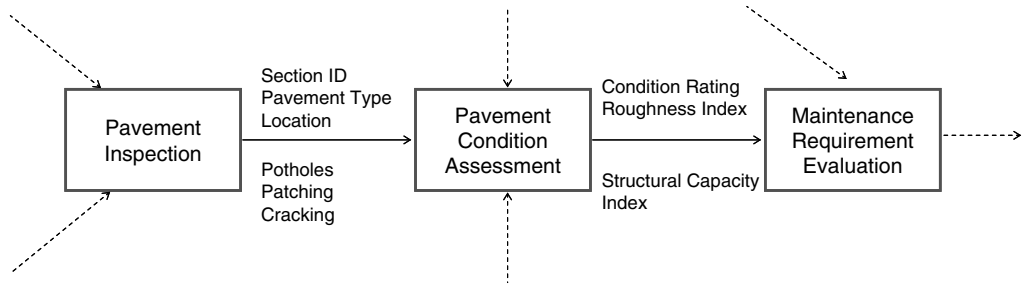 Pavement
Inspection
Section ID
Pavement Type
Location
Potholes
Patching
Cracking
Pavement
Condition
Assessment
Condition Rating
Roughness Index
Structural Capacity
Index
Maintenance
Requirement
Evaluation